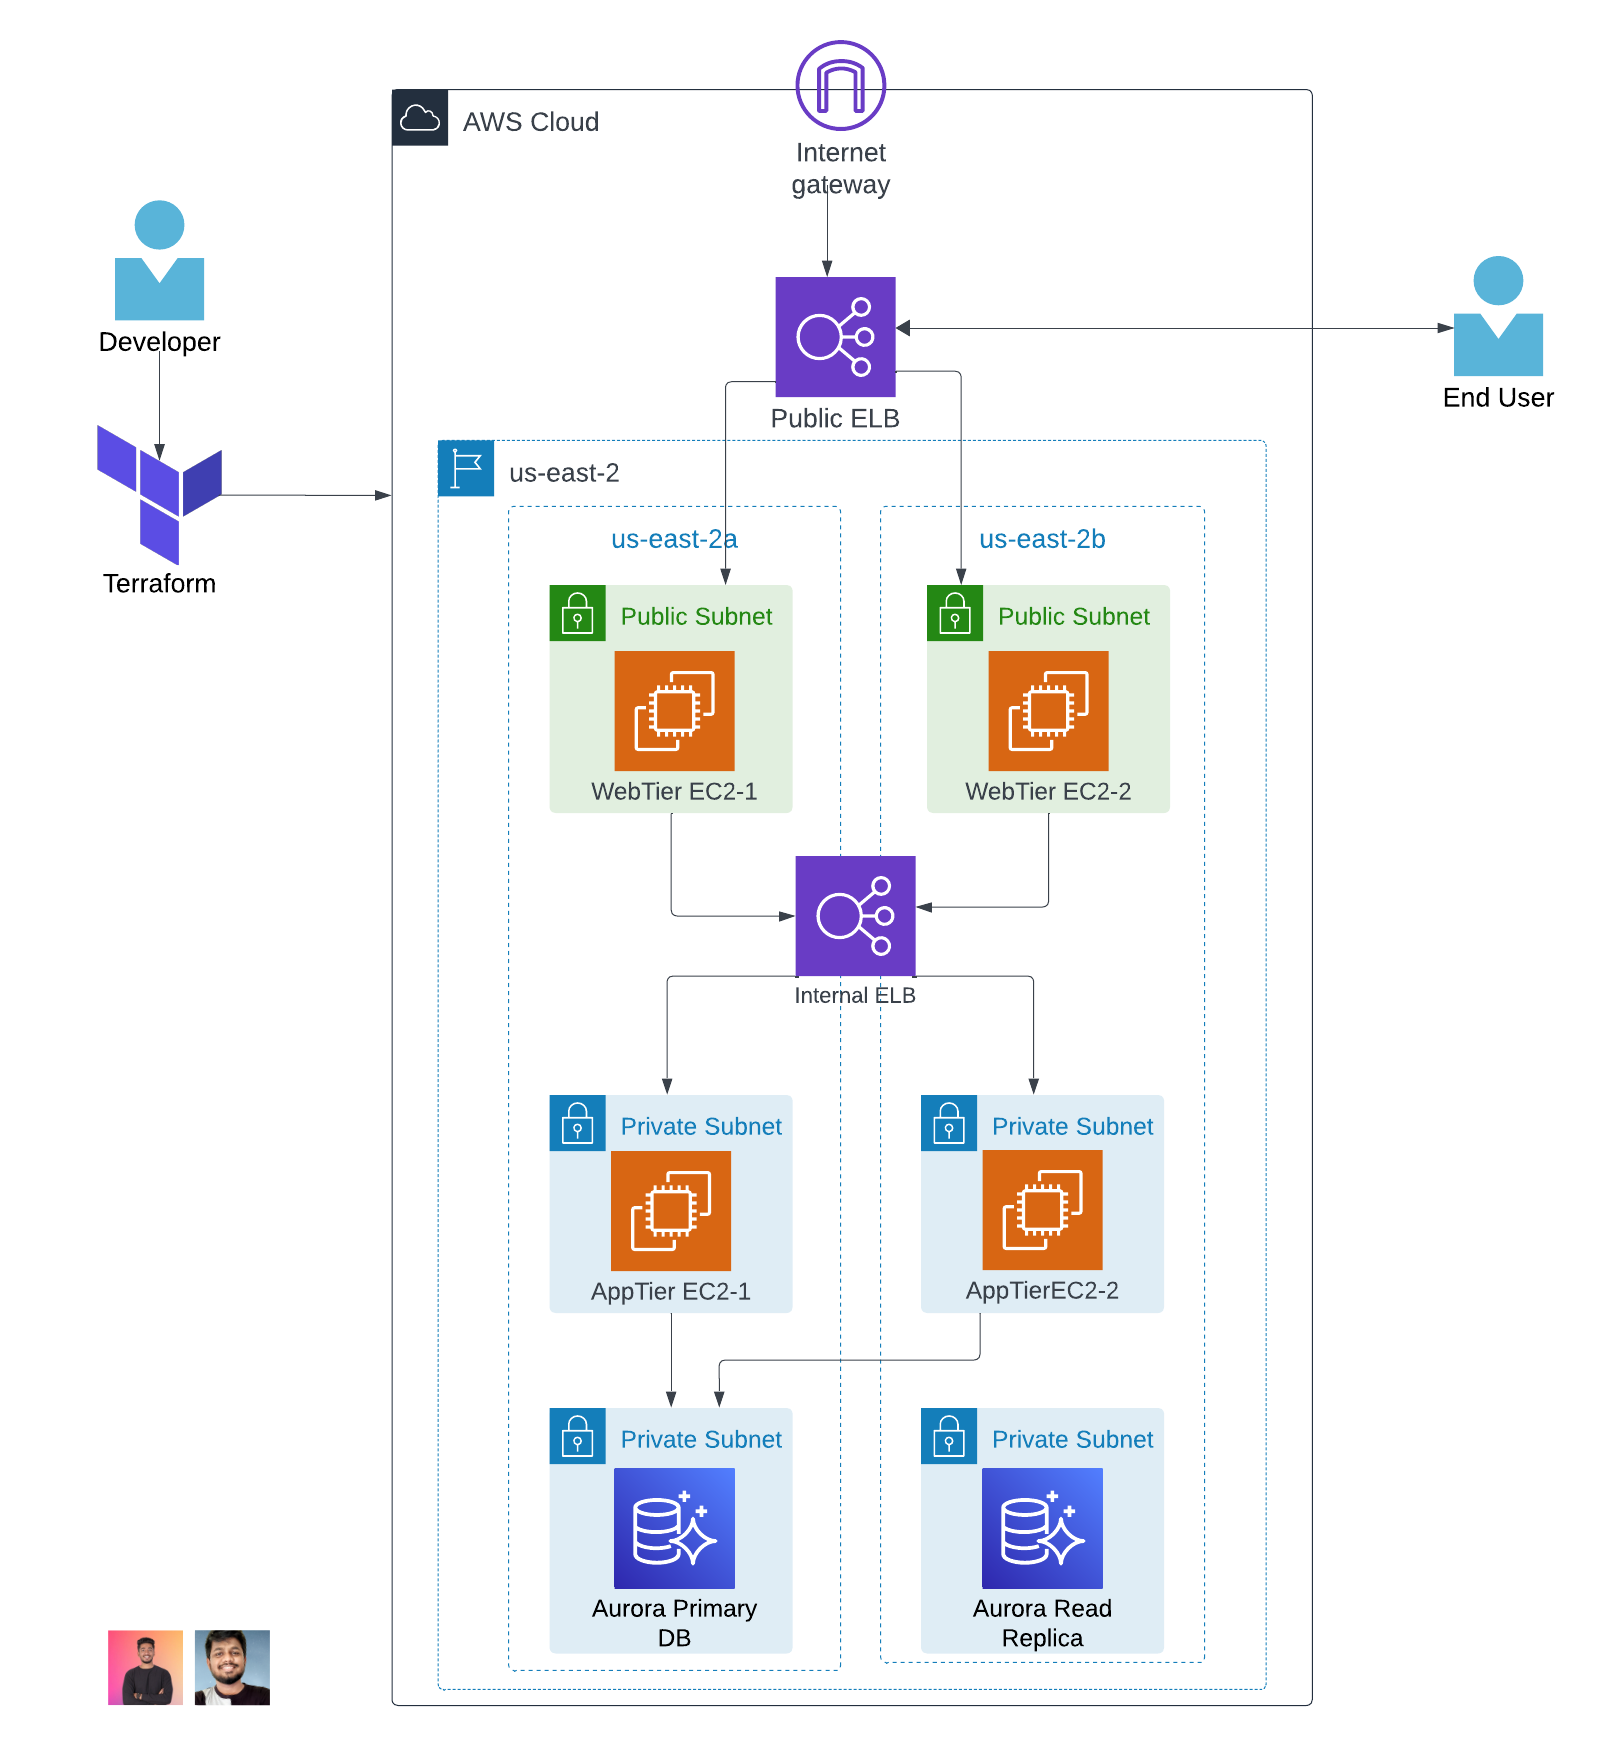 AWS Cloud
Internet
gateway
Developer
Public ELB
End User
us-east-2
us-east-2a
us-east-2b
Terraform
Public Subnet
Public Subnet
WebTier EC2-1
WebTier EC2-2
Internal ELB
Private Subnet
Private Subnet
AppTier EC2-1
AppTierEC2-2
Private Subnet
Private Subnet
Aurora Primary
DB
Aurora Read
Replica